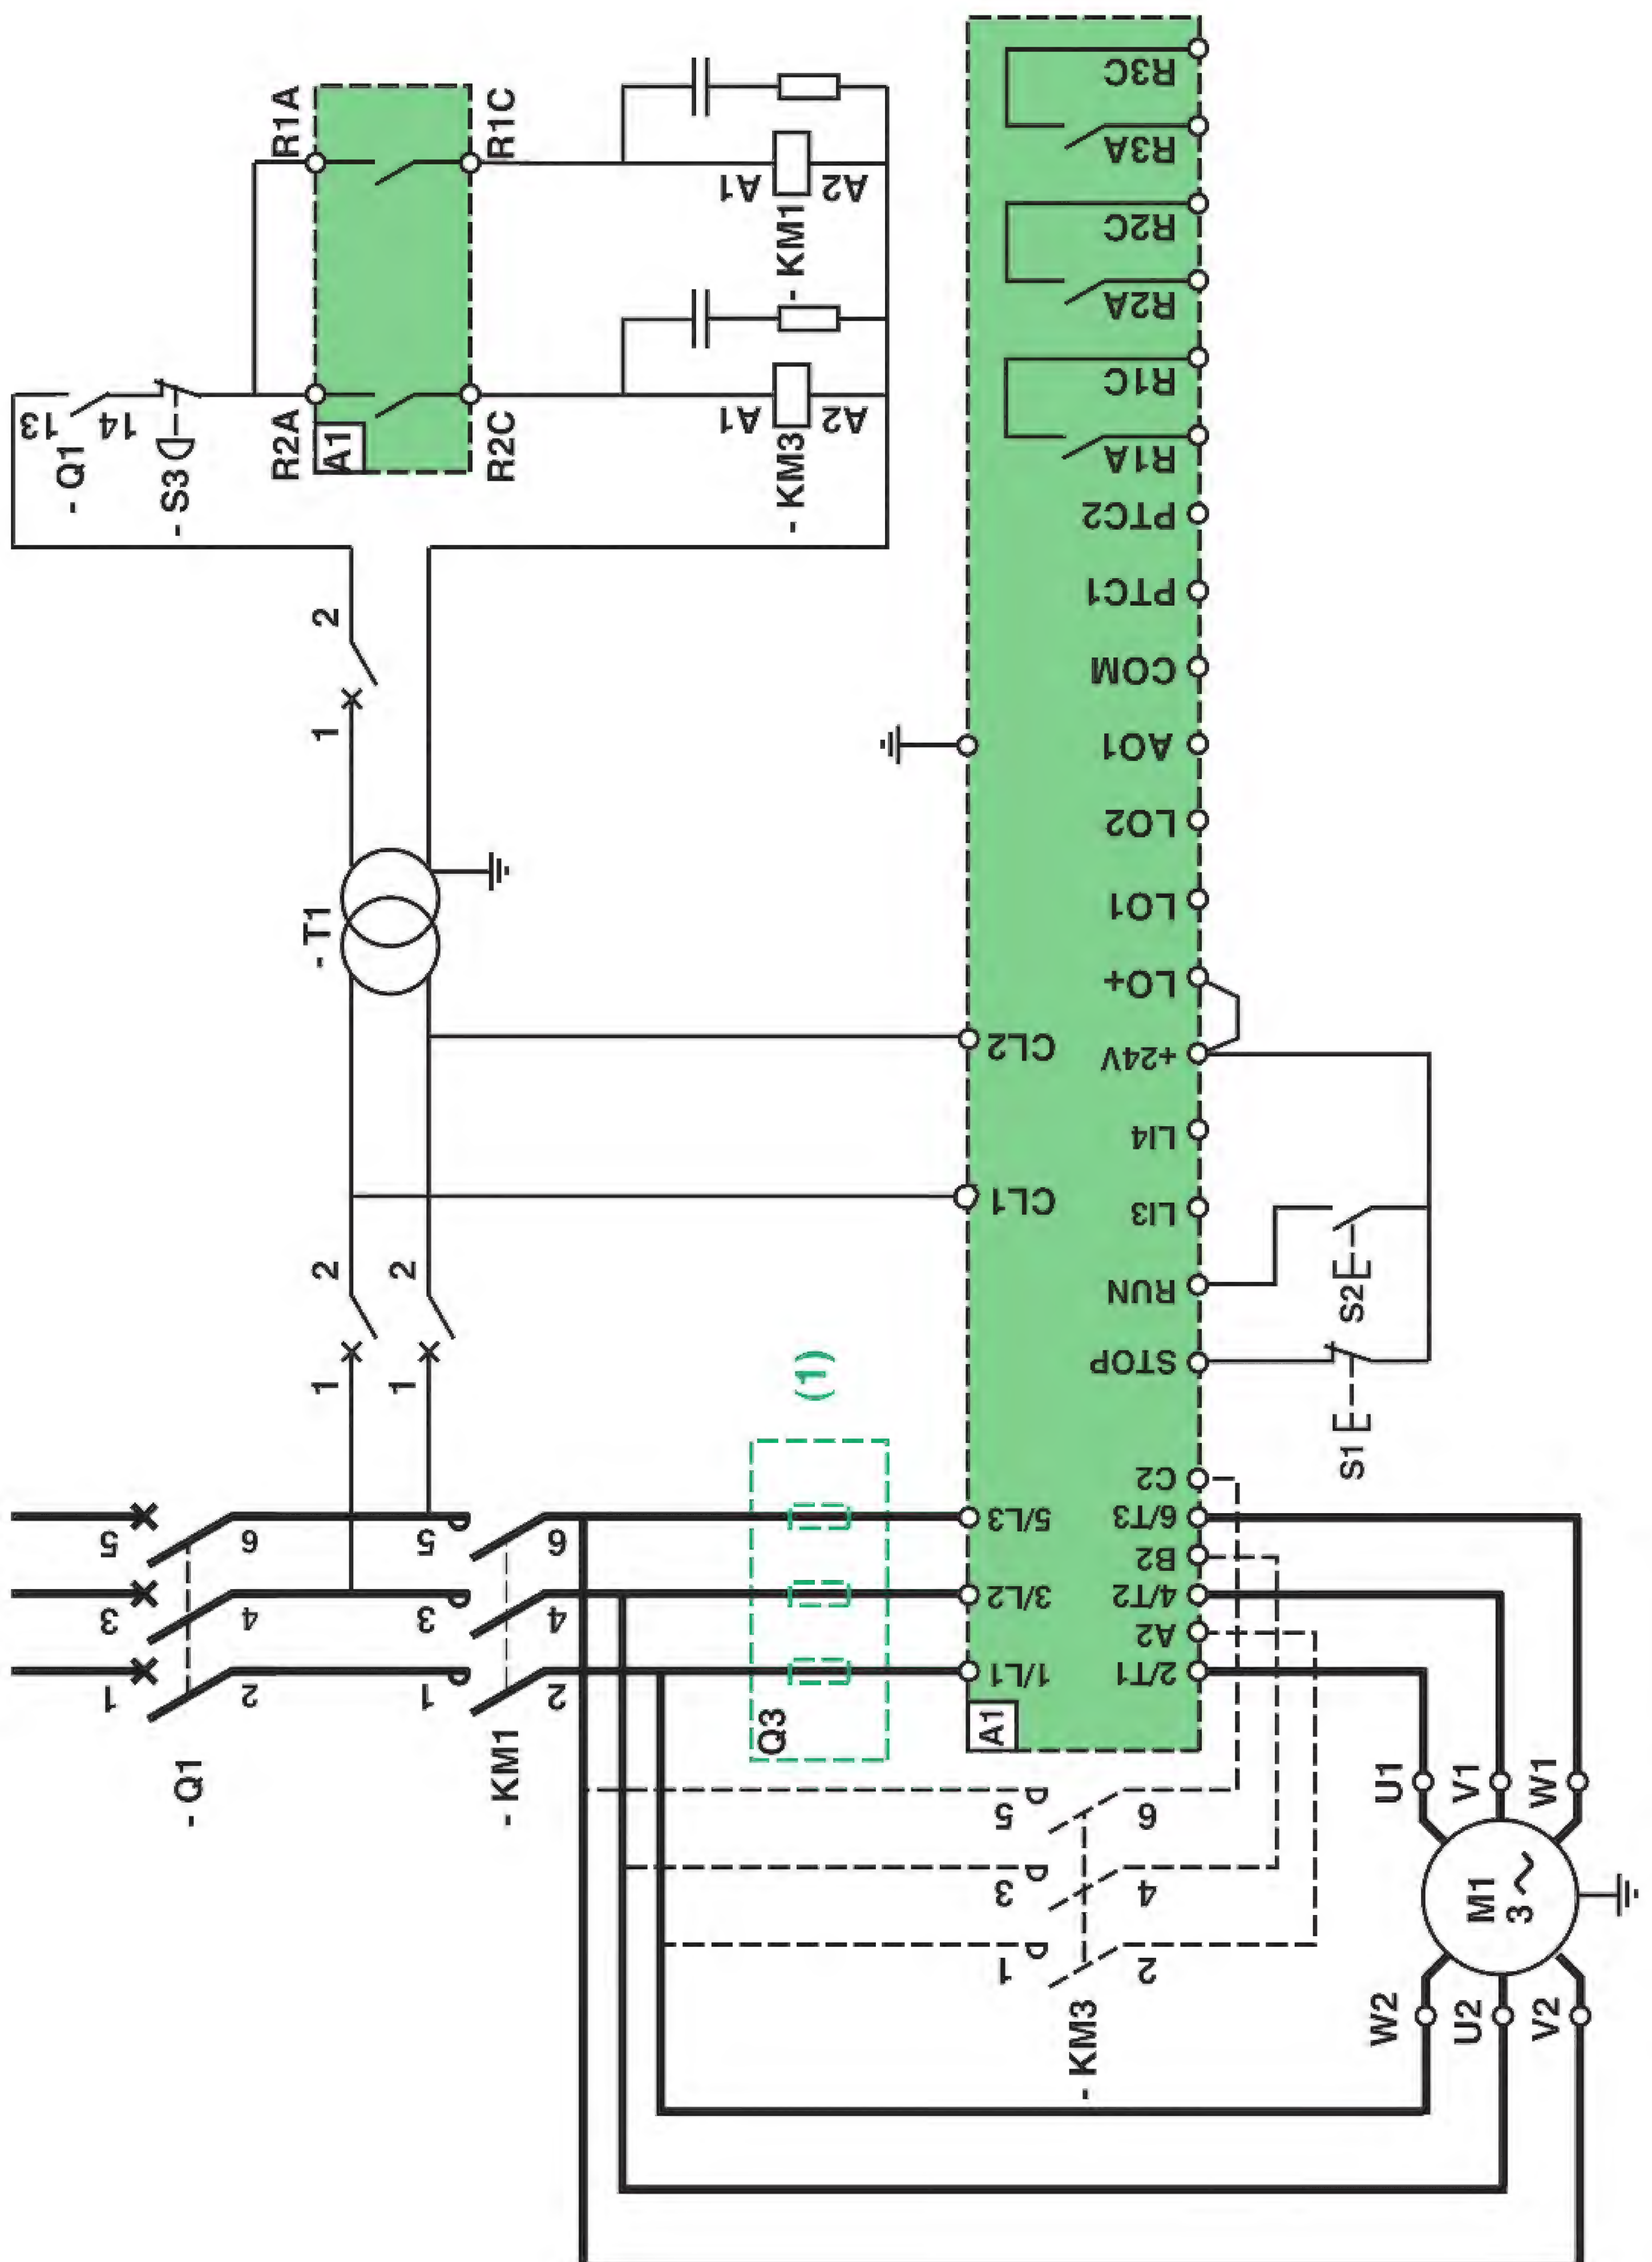 13
14
- Q1
- S3
R2A
R1A
A1
R2C
R1C
A1
A2
- KM3
A1
A2
- KM1
1
2
- T1
1
2
1
2
CL1
CL2
5
3
1
6
4
2
- Q1
5
3
1
6
4
2
- KM1
(1)
Q3
1/L1
3/L2
5/L3
A1
2/T1
A2
4/T2
B2
6/T3
C2
STOP
RUN
LI3
LI4
+24V
LO+
LO1
LO2
AO1
COM
PTC1
PTC2
R1A
R1C
R2A
R2C
R3A
R3C
S1
S2
5
3
1
6
4
2
- KM3
U1
V1
W1
M1
3~
W2
U2
V2